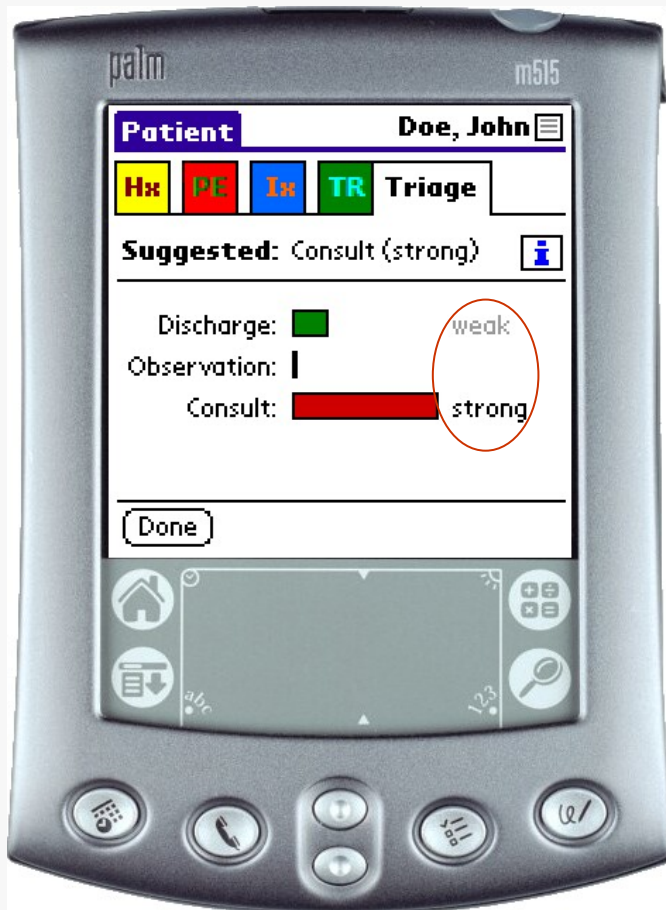 palm
m515
Patient Doe, John
Hx PE Ix TR Triage
Suggested: Consult (strong) i
Discharge: weak
Observation:
Consult: strong
Done
abc 123